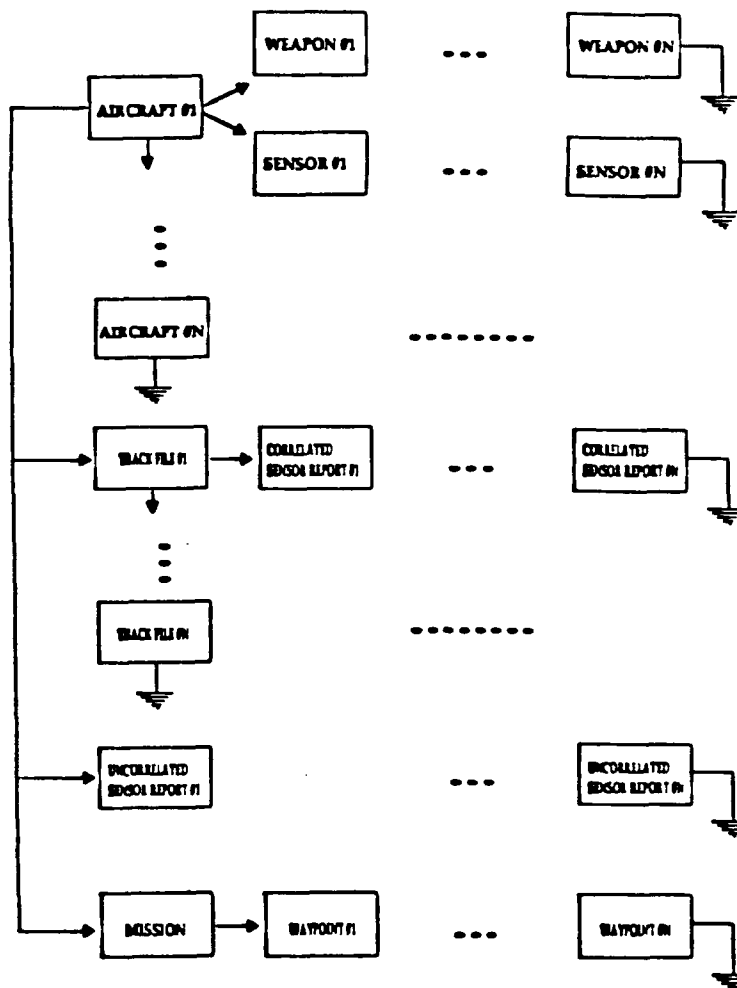 WEAPON #1
WEAPON #N
AIRCRAFT #1
SENSOR #1
SENSOR #N
AIRCRAFT #N
TRACK FILE #1
CORRELATED
SENSOR REPORT #1
CORRELATED
SENSOR REPORT #N
TRACK FILE #N
UNCORRELATED
SENSOR REPORT #1
UNCORRELATED
SENSOR REPORT #N
MISSION
WAYPOINT #1
WAYPOINT #N